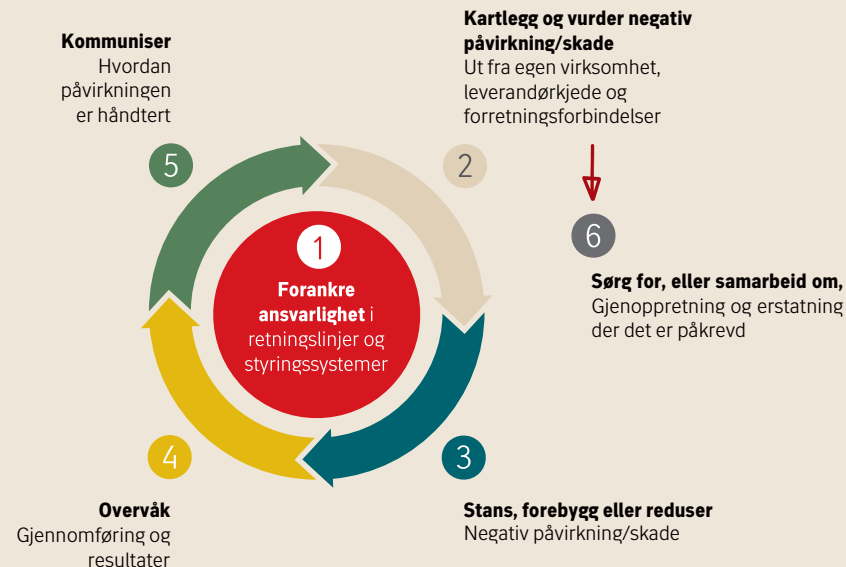 1
Forankre
ansvarlighet i
retningslinjer og
styringssystemer
Kartlegg og vurder negativ
påvirkning/skade
Ut fra egen virksomhet,
leverandørkjede og
forretningsforbindelser
2
3
Stans, forebygg eller reduser
Negativ påvirkning/skade
4
Overvåk
Gjennomføring og
resultater
Kommuniser
Hvordan
påvirkningen
er håndtert
5
6
Sørg for, eller samarbeid om,
Gjenoppretning og erstatning
der det er påkrevd